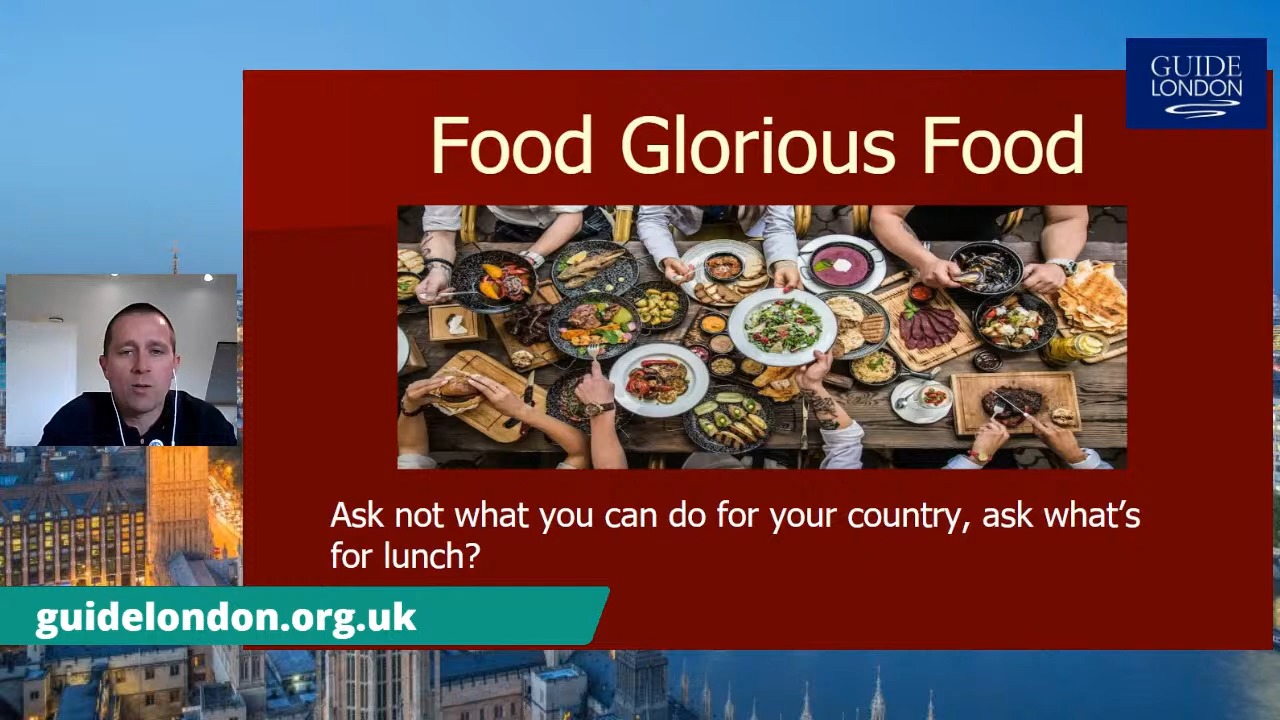 GUIDE
LONDON
Food Glorious Food
Ask not what you can do for your country, ask what’s
for lunch?
guidelondon.org.uk